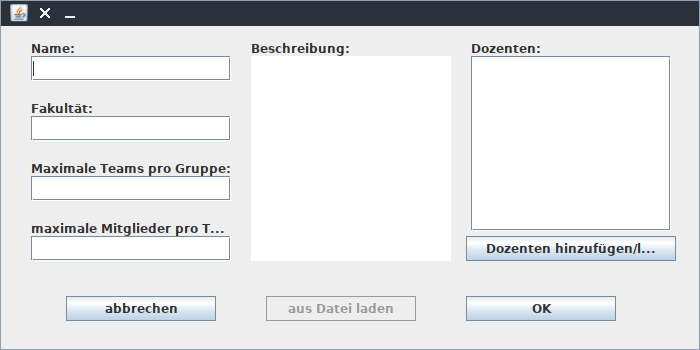 Name:
Beschreibung:
Dozenten:
Fakultät:
Maximale Teams pro Gruppe:
maximale Mitglieder pro T...
Dozenten hinzufügen/l...
abbrechen
aus Datei laden
OK